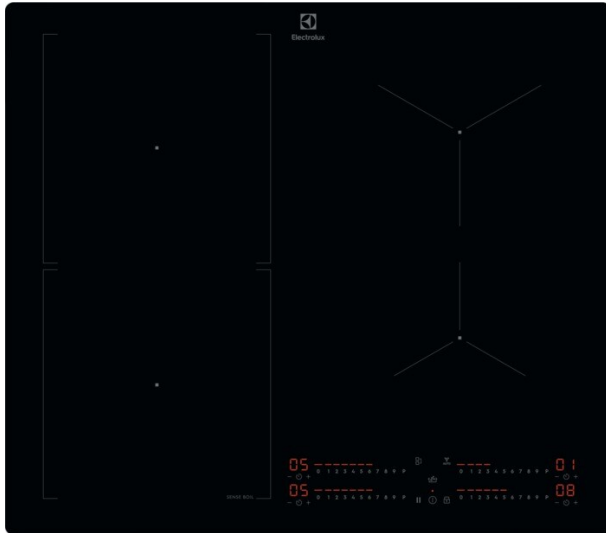 Electrolux
05 0 1 2 3 4 5 6 7 8 9 P
0 1 2 3 4 5 6 7 8 9 P 01
- + - +
05 0 1 2 3 4 5 6 7 8 9 P
0 1 2 3 4 5 6 7 8 9 P 08
- + - +
SENSE BOIL